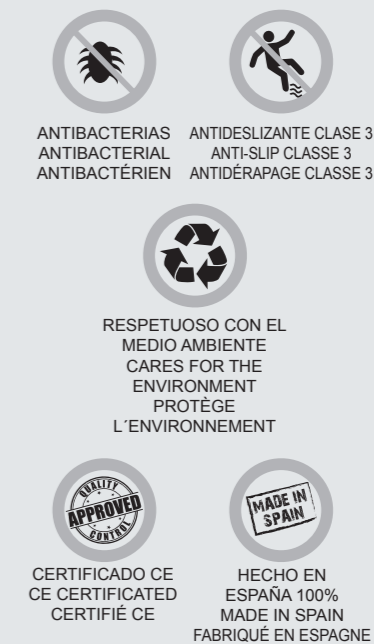 ANTIBACTERIAS
ANTIBACTERIAL
ANTIBACTÉRIEN
ANTIDESLIZANTE CLASE 3
ANTI-SLIP CLASSE 3
ANTIDÉRAPAGE CLASSE 3
RESPETUOSO CON EL
MEDIO AMBIENTE
CARES FOR THE
ENVIRONMENT
PROTÈGE
L´ENVIRONNEMENT
QUALITY
APPROVED
CONTROL
CERTIFICADO CE
CE CERTIFICATED
CERTIFIÉ CE
MADE IN
SPAIN
HECHO EN
ESPAÑA 100%
MADE IN SPAIN
FABRIQUÉ EN ESPAGNE